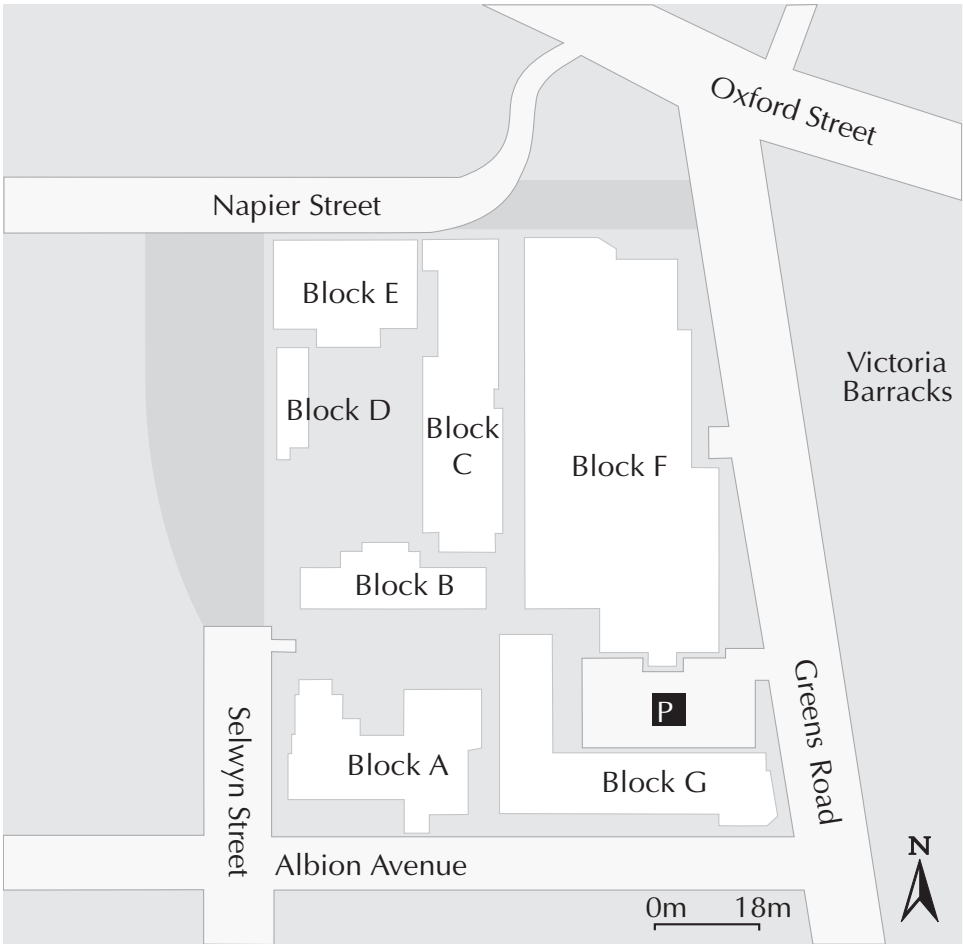 Oxford Street
Napier Street
Block E
Victoria
Barracks
Block D
Block
C
Block F
Block B
P
Greens Road
Selwyn Street
Block A
Block G
Albion Avenue
N
0m 18m